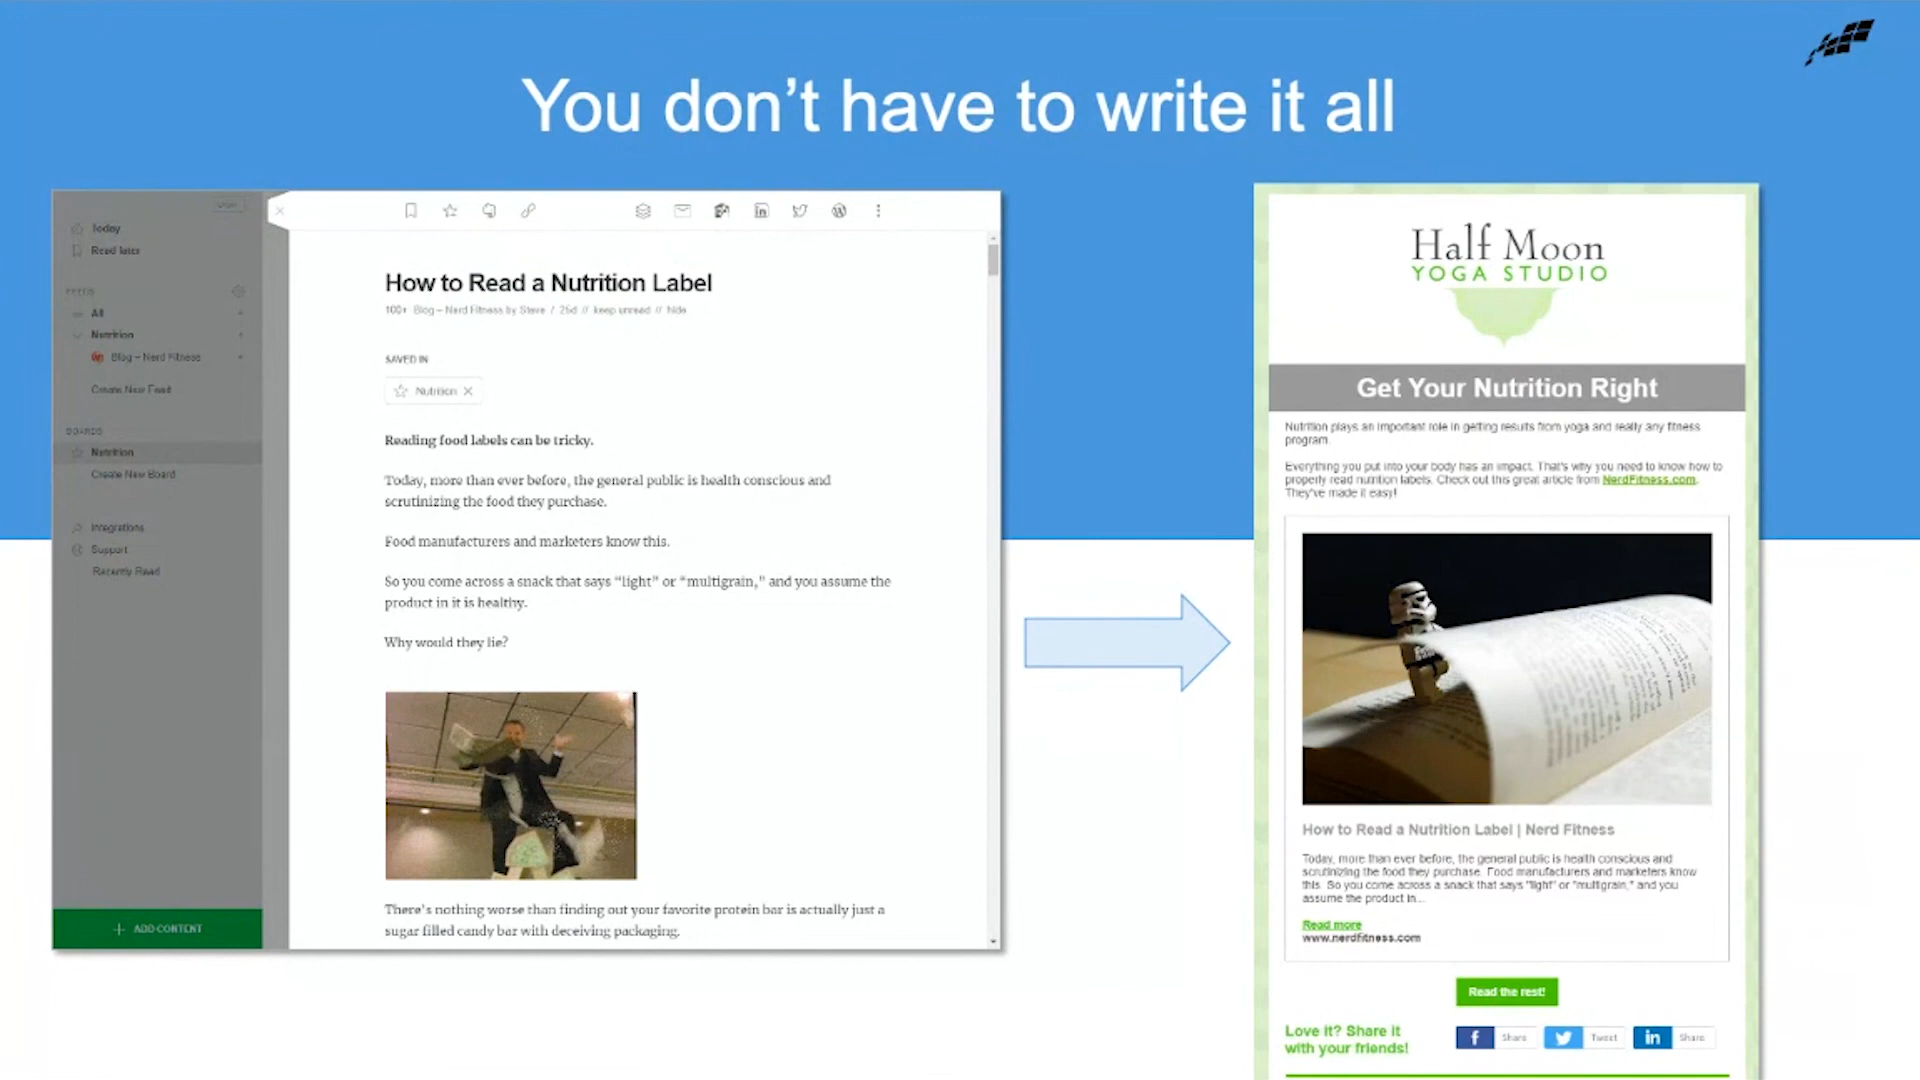 You don't have to write it all
Today
Read later
FEEDS
All
Nutrition
Blog – Nerd Fitness
Create New Feed
BOARDS
Nutrition
Create New Board
Integrations
Support
Recently Read
+ ADD CONTENT
How to Read a Nutrition Label
100+ Blog – Nerd Fitness by Steve / 25d // keep unread // hide
SAVED IN
Nutrition
Reading food labels can be tricky.
Today, more than ever before, the general public is health conscious and
scrutinizing the food they purchase.
Food manufacturers and marketers know this.
So you come across a snack that says "light" or "multigrain," and you assume the
product in it is healthy.
Why would they lie?
There's nothing worse than finding out your favorite protein bar is actually just a
sugar filled candy bar with deceiving packaging.
Half Moon
YOGA STUDIO
Get Your Nutrition Right
Nutrition plays an important role in getting results from yoga and really any fitness
program.
Everything you put into your body has an impact. That's why you need to know how to
properly read nutrition labels. Check out this great article from NerdFitness.com.
They've made it easy!
How to Read a Nutrition Label | Nerd Fitness
Today, more than ever before, the general public is health conscious and
scrutinizing the food they purchase. Food manufacturers and marketers know
this. So you come across a snack that says "light" or "multigrain," and you
assume the product in...
Read more
www.nerdfitness.com
Read the rest!
Love it? Share it
with your friends!
Share
Tweet
Share